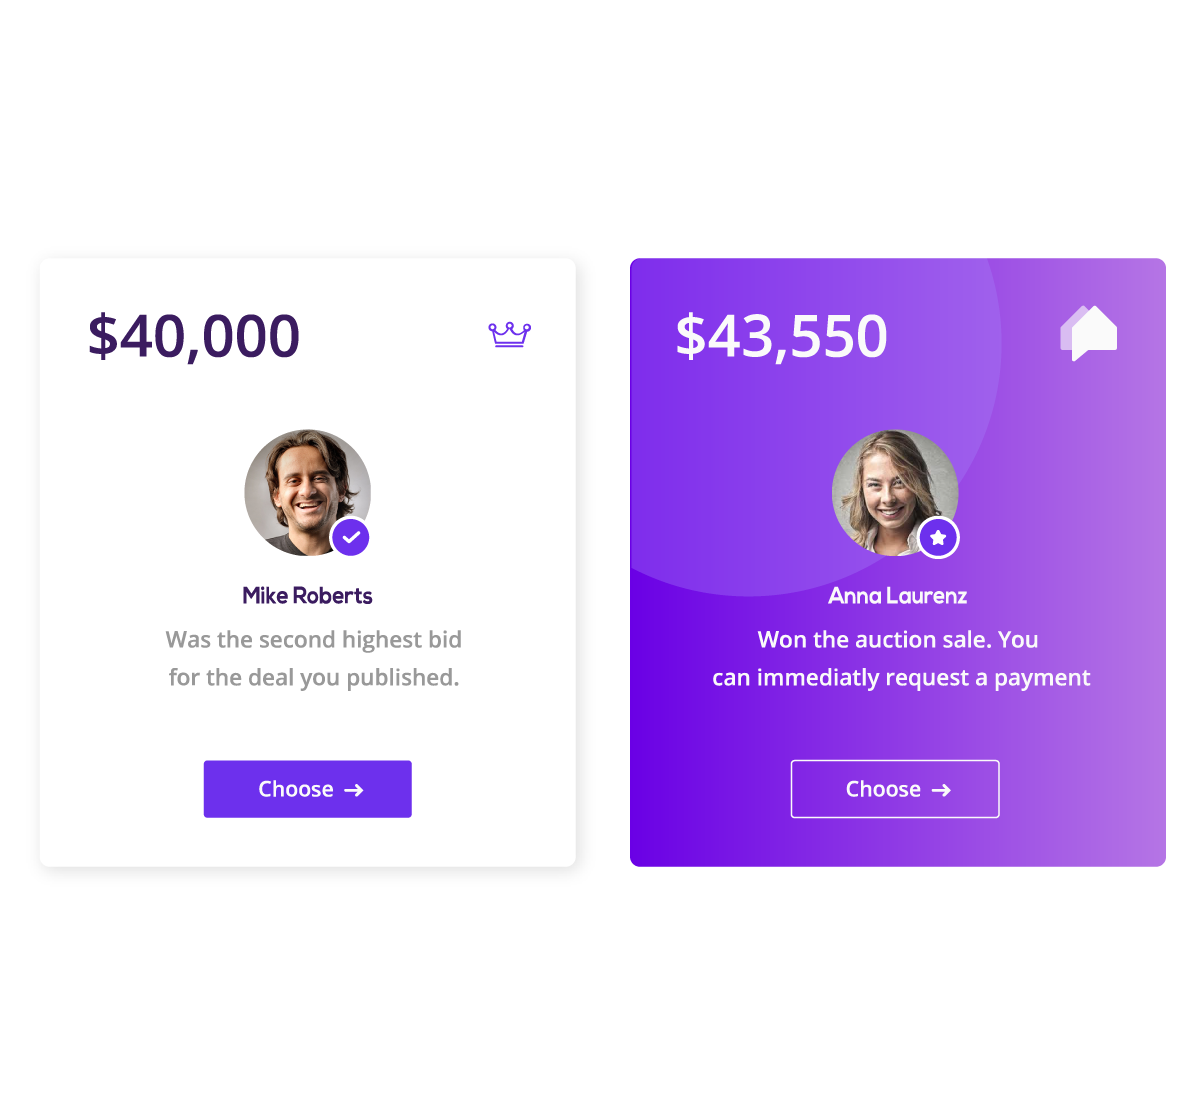 $40,000
Mike Roberts
Was the second highest bid
for the deal you published.
Choose →
$43,550
Anna Laurenz
Won the auction sale. You
can immediatly request a payment
Choose →